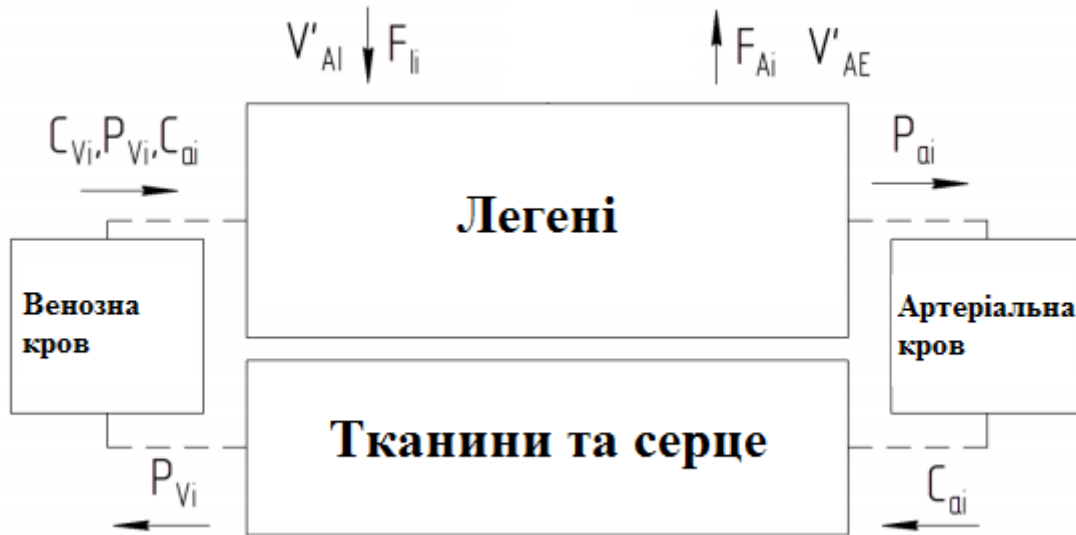 V'AI FIi FAi V'AE
CVi,PVi,Cai
Pai
Легені
Венозна
кров
Артеріальна
кров
Тканини та серце
PVi
Cai